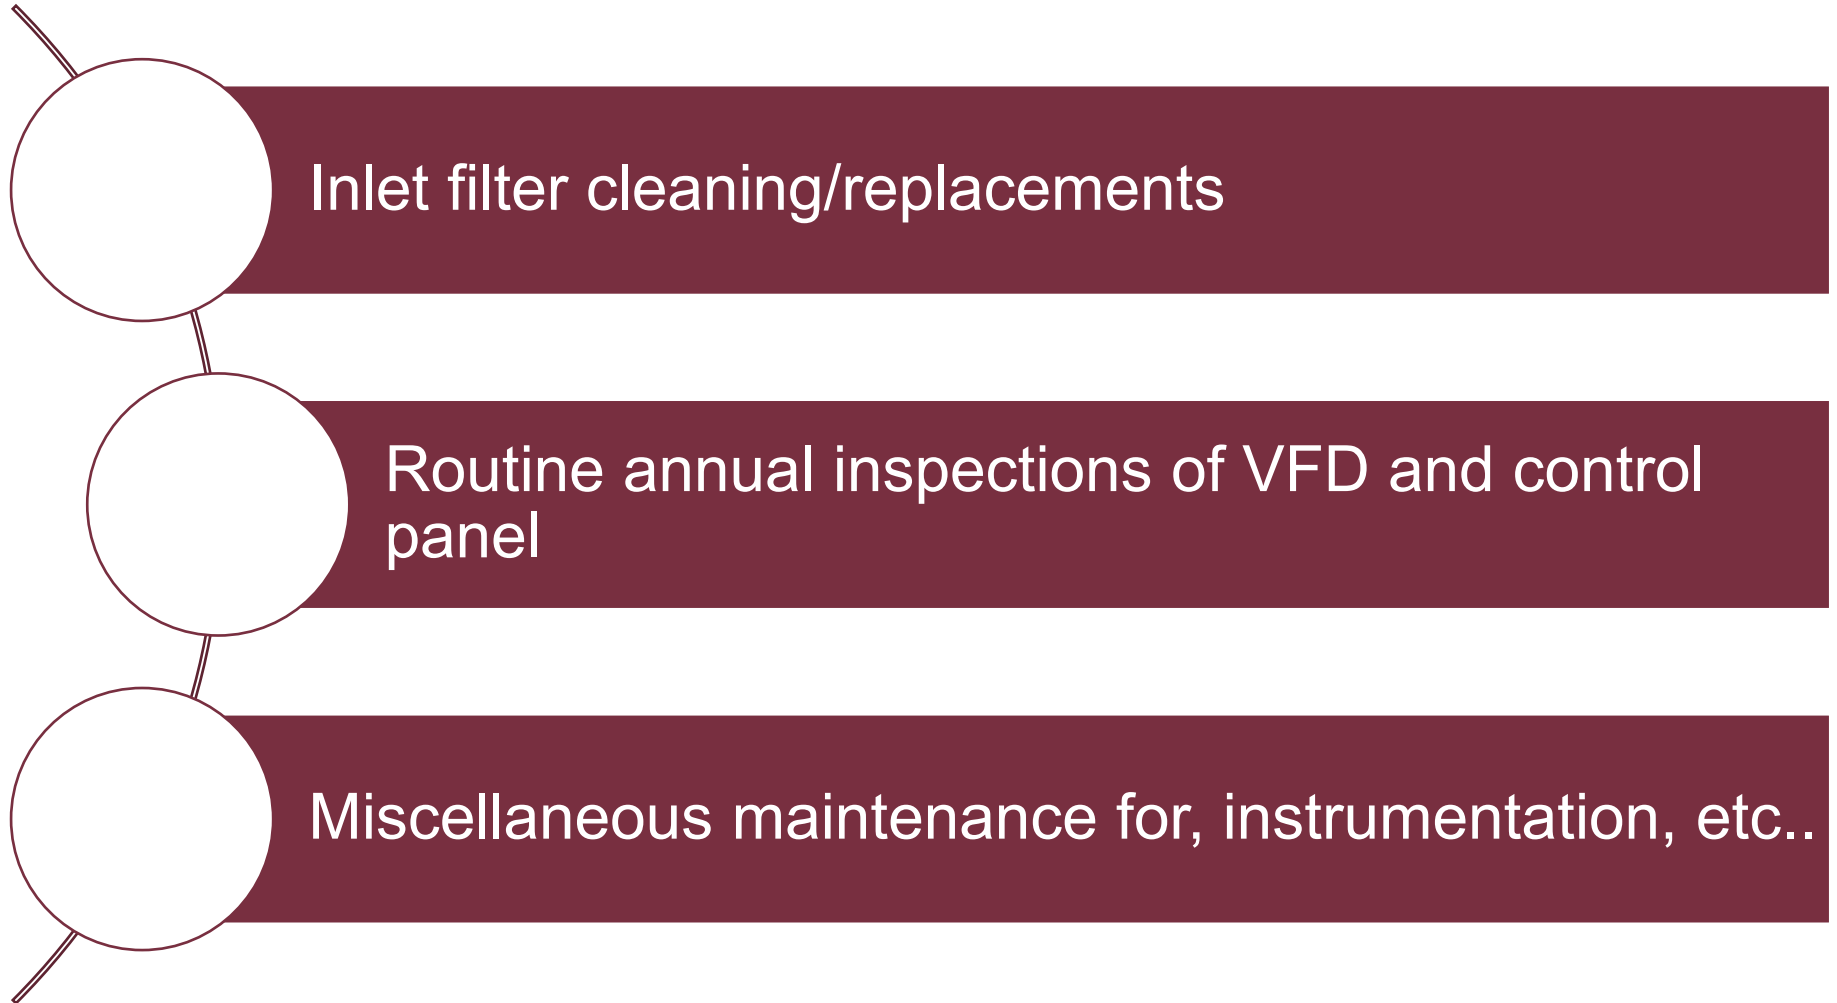 Inlet filter cleaning/replacements
Routine annual inspections of VFD and control
panel
Miscellaneous maintenance for, instrumentation, etc..